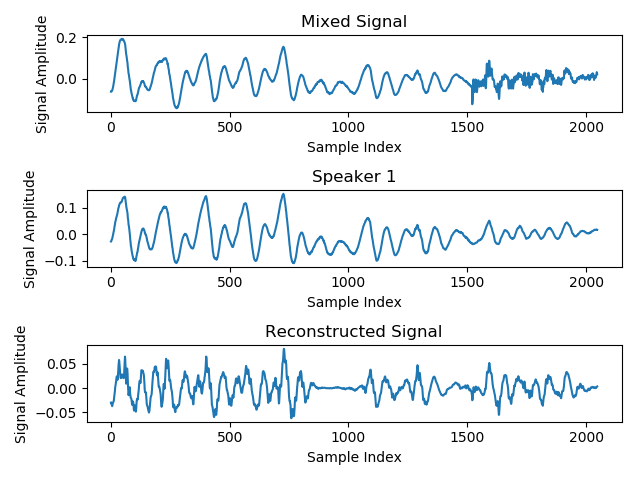 Mixed Signal
Signal Amplitude
0.2
0.0
0 500 1000 1500 2000
Sample Index
Speaker 1
Signal Amplitude
0.1
0.0
−0.1
0 500 1000 1500 2000
Sample Index
Reconstructed Signal
Signal Amplitude
0.05
0.00
−0.05
0 500 1000 1500 2000
Sample Index